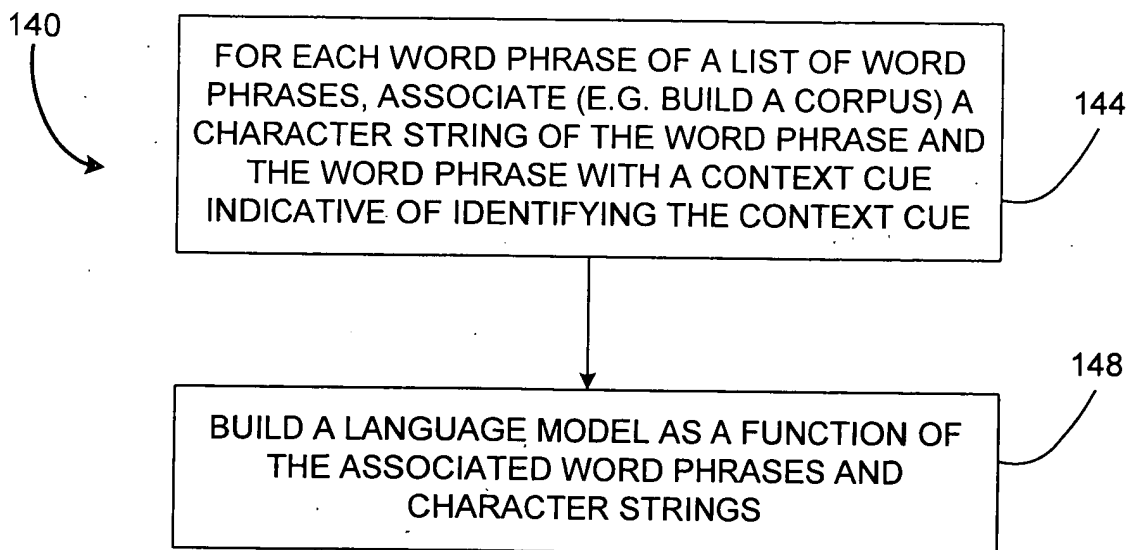 140
FOR EACH WORD PHRASE OF A LIST OF WORD
PHRASES, ASSOCIATE (E.G. BUILD A CORPUS) A
CHARACTER STRING OF THE WORD PHRASE AND
THE WORD PHRASE WITH A CONTEXT CUE
INDICATIVE OF IDENTIFYING THE CONTEXT CUE
144
148
BUILD A LANGUAGE MODEL AS A FUNCTION OF
THE ASSOCIATED WORD PHRASES AND
CHARACTER STRINGS